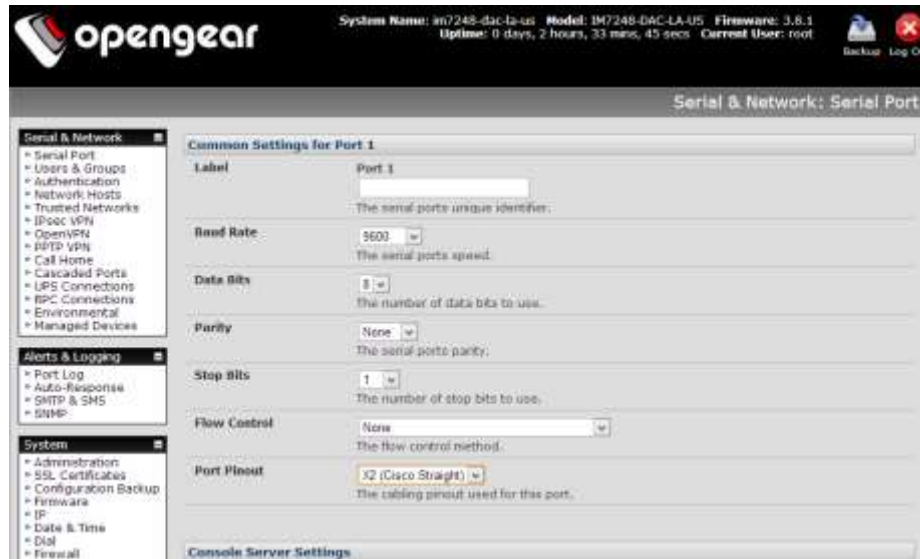 opengear
System Name: im7248-dac-la-us Model: IM7248-DAC-LA-US Firmware: 3.8.1
Uptime: 0 days, 2 hours, 33 mins, 45 secs Current User: root
Backup Log O
Serial & Network: Serial Port
Serial & Network
Serial Port
Users & Groups
Authentication
Network Hosts
Trusted Networks
IPsec VPN
OpenVPN
PPTP VPN
Call Home
Cascaded Ports
UPS Connections
RPC Connections
Environmental
Managed Devices
Alerts & Logging
Port Log
Auto-Response
SMTP & SMS
SNMP
System
Administration
SSL Certificates
Configuration Backup
Firmware
IP
Date & Time
Dial
Firewall
Common Settings for Port 1
Label Port 1
The serial ports unique identifier.
Baud Rate 9600
The serial ports speed.
Data Bits 8
The number of data bits to use.
Parity None
The serial ports parity.
Stop Bits 1
The number of stop bits to use.
Flow Control None
The flow control method.
Port Pinout X2 (Cisco Straight)
The cabling pinout used for this port.
Console Server Settings